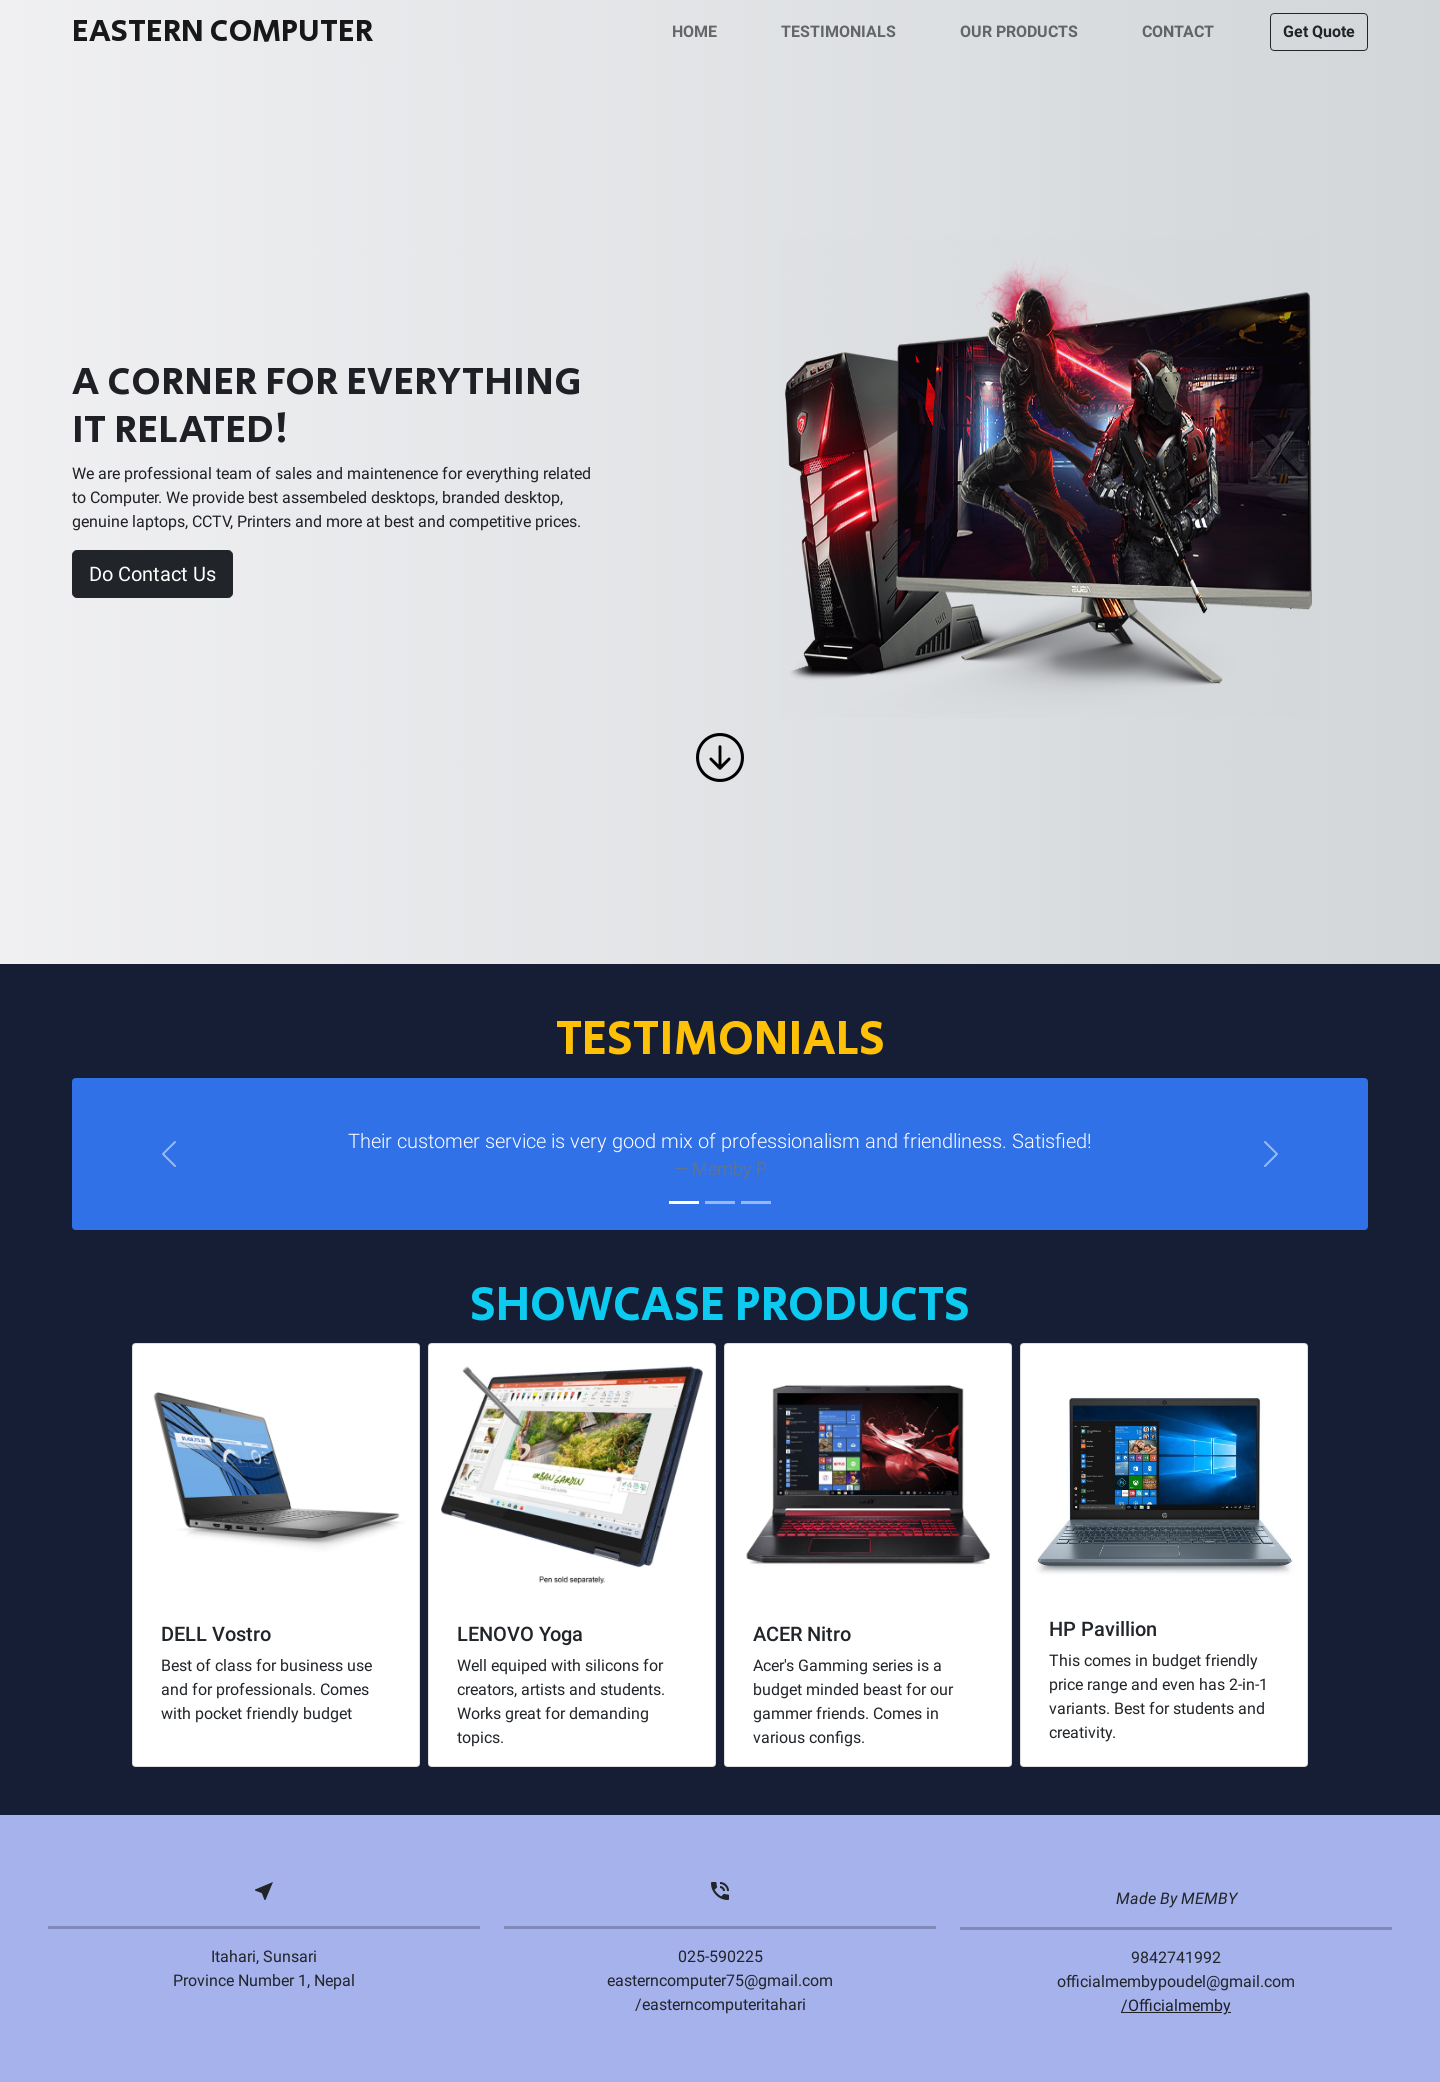 EASTERN COMPUTER
HOME
TESTIMONIALS
OUR PRODUCTS
CONTACT
Get Quote
A CORNER FOR EVERYTHING
IT RELATED!
We are professional team of sales and maintenence for everything related
to Computer. We provide best assembeled desktops, branded desktop,
genuine laptops, CCTV, Printers and more at best and competitive prices.
Do Contact Us
TESTIMONIALS
Their customer service is very good mix of professionalism and friendliness. Satisfied!
— Memby P.
SHOWCASE PRODUCTS
URBAN GARDEN
Pen sold separately.
DELL Vostro
Best of class for business use
and for professionals. Comes
with pocket friendly budget
LENOVO Yoga
Well equiped with silicons for
creators, artists and students.
Works great for demanding
topics.
ACER Nitro
Acer's Gamming series is a
budget minded beast for our
gammer friends. Comes in
various configs.
HP Pavillion
This comes in budget friendly
price range and even has 2-in-1
variants. Best for students and
creativity.
Itahari, Sunsari
Province Number 1, Nepal
025-590225
easterncomputer75@gmail.com
/easterncomputeritahari
Made By MEMBY
9842741992
officialmembypoudel@gmail.com
/Officialmemby